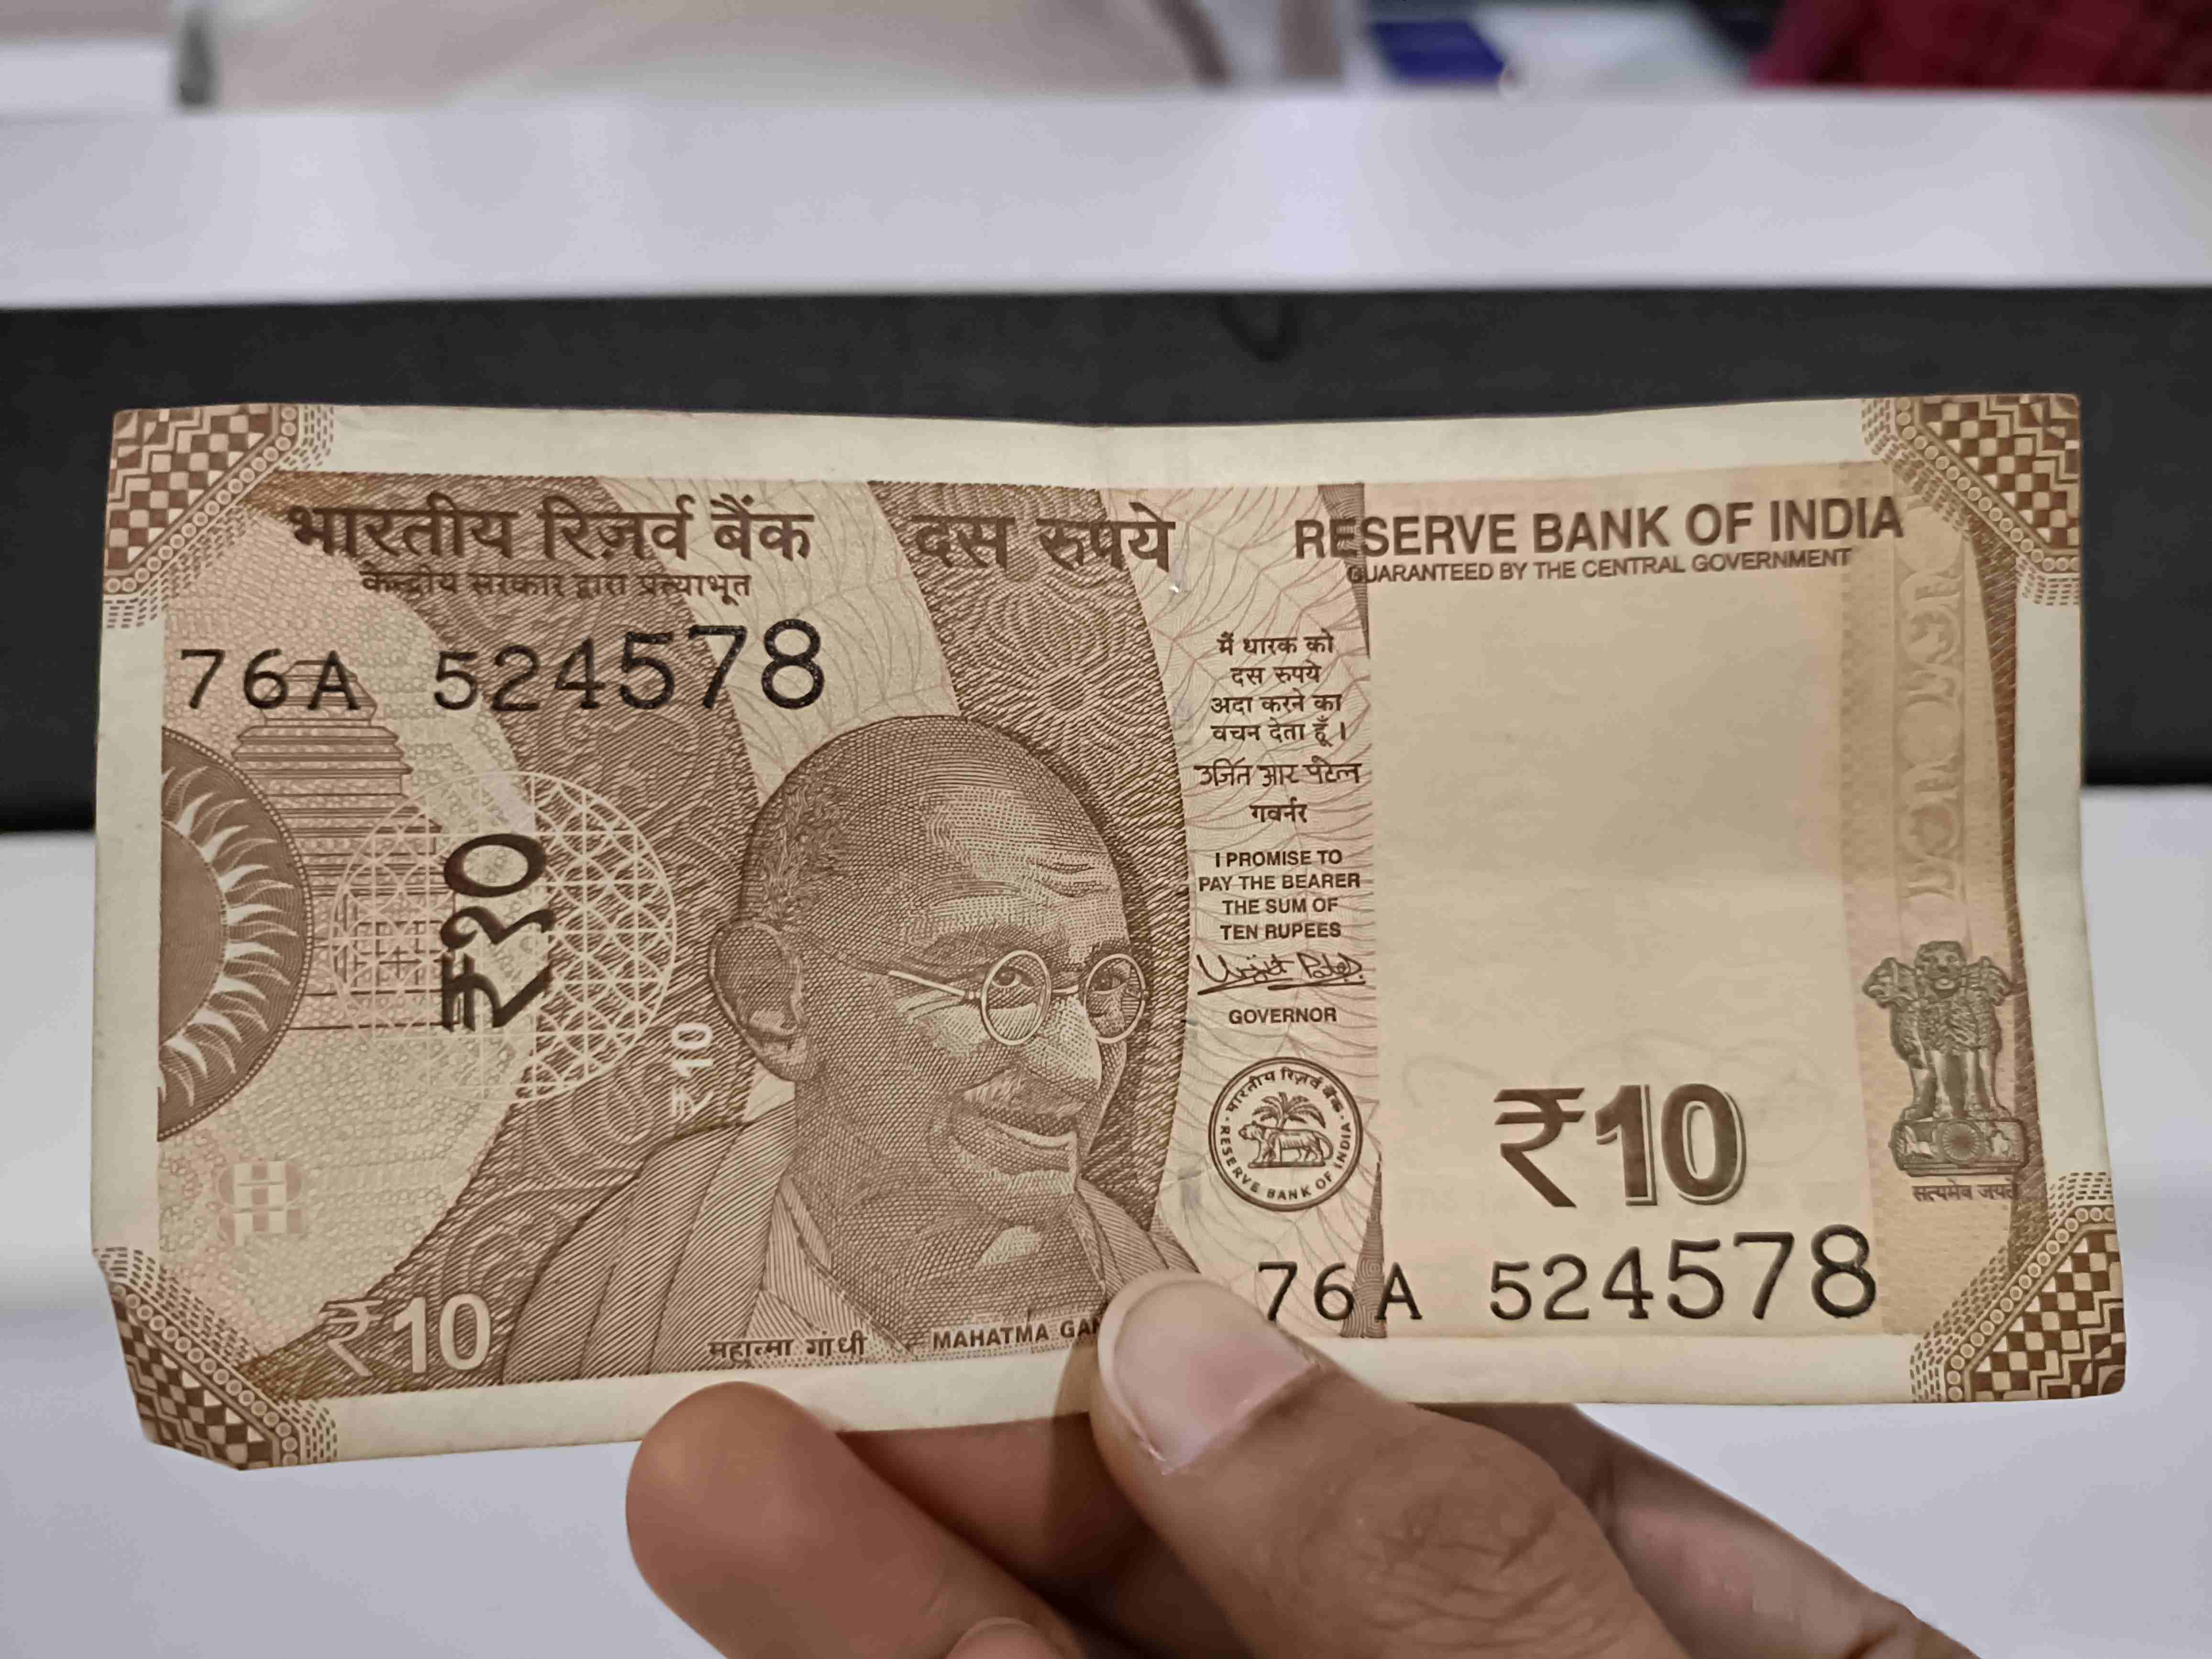 भारतीय रिज़र्व बैंक
केन्द्रीय सरकार द्वारा प्रत्याभूत
दस रुपये
RESERVE BANK OF INDIA
GUARANTEED BY THE CENTRAL GOVERNMENT
76A 524578
मैं धारक को
दस रुपये
अदा करने का
वचन देता हूँ।
उर्जित आर पटेल
गवर्नर
I PROMISE TO
PAY THE BEARER
THE SUM OF
TEN RUPEES
Urjit Patel
GOVERNOR
₹१०
₹10
भारतीय रिज़र्व बैंक
RESERVE BANK OF INDIA
₹10
सत्यमेव जयते
76A 524578
₹10
महात्मा गांधी
MAHATMA GAN